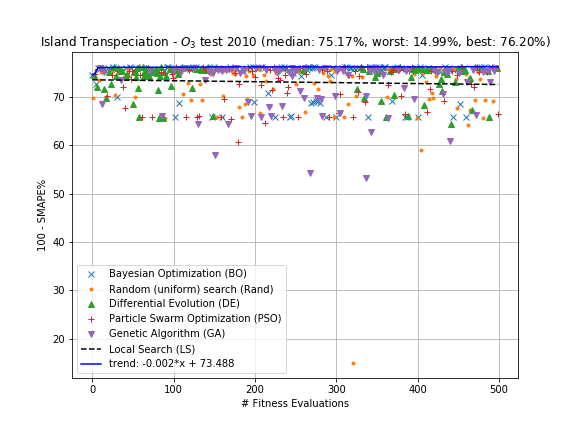 Island Transpeciation - O₃ test 2010 (median: 75.17%, worst: 14.99%, best: 76.20%)
100 - SMAPE%
70
60
50
40
30
20
Bayesian Optimization (BO)
Random (uniform) search (Rand)
Differential Evolution (DE)
Particle Swarm Optimization (PSO)
Genetic Algorithm (GA)
Local Search (LS)
trend: -0.002*x + 73.488
0 100 200 300 400 500
# Fitness Evaluations